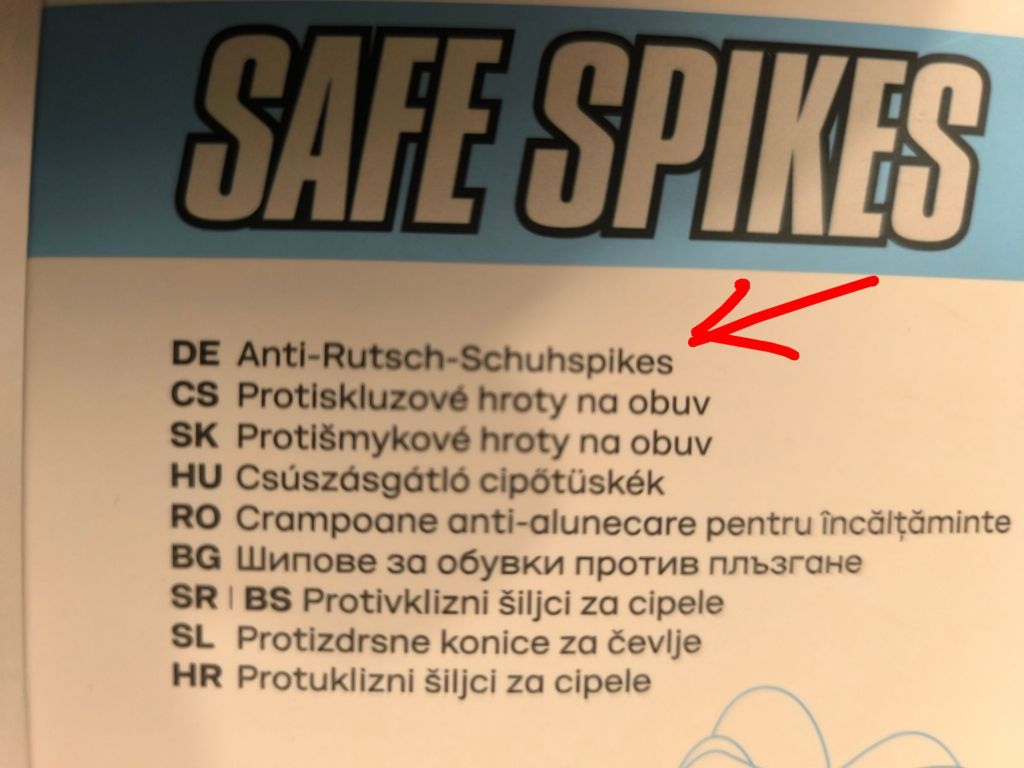 SAFE SPIKES
DE Anti-Rutsch-Schuhspikes
CS Protiskluzové hroty na obuv
SK Protišmykové hroty na obuv
HU Csúszásgátló cipőtüskék
RO Crampoane anti-alunecare pentru încălțăminte
BG Шипове за обувки против плъзгане
SR | BS Protivklizni šiljci za cipele
SL Protizdrsne konice za čevlje
HR Protuklizni šiljci za cipele